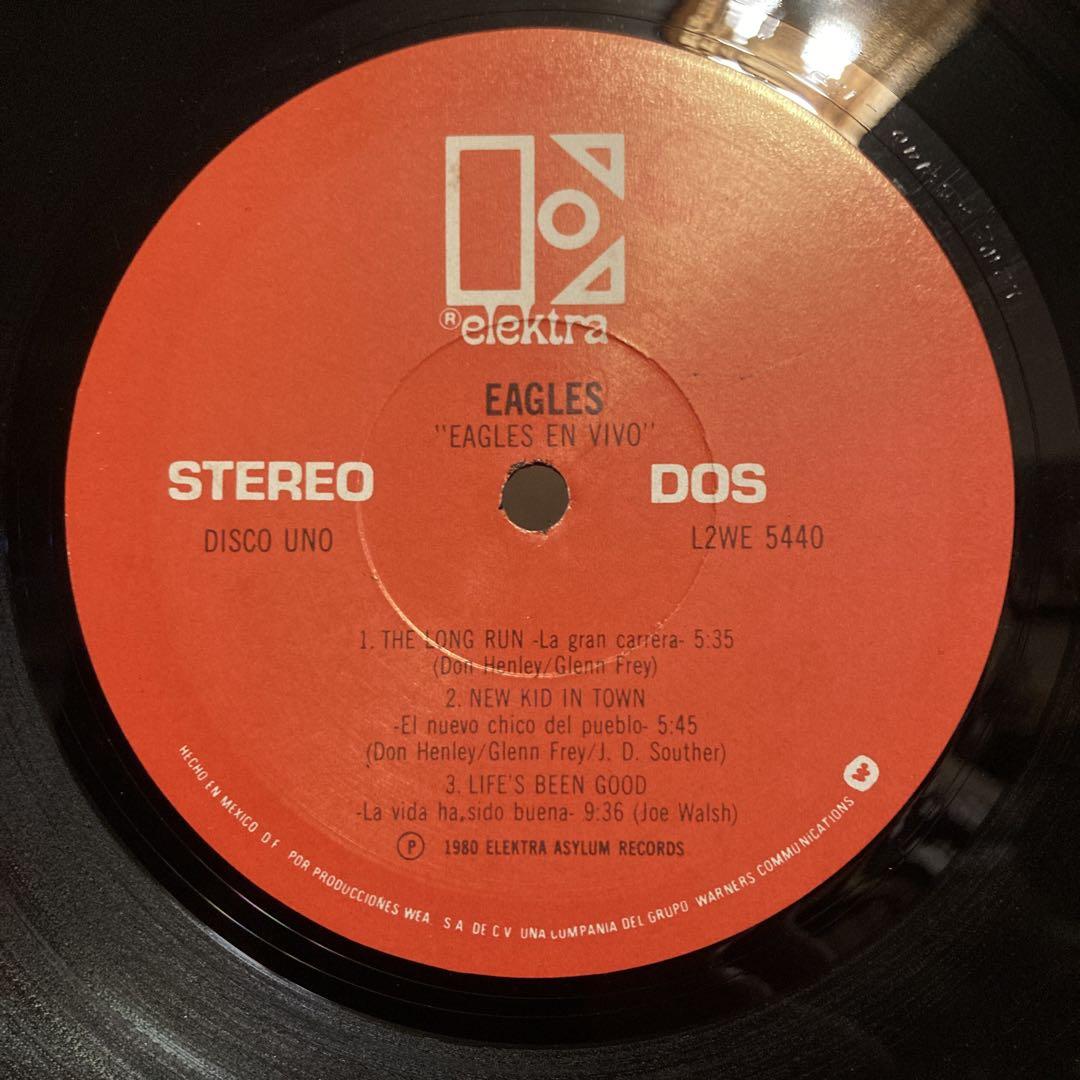 ® elektra
EAGLES
"EAGLES EN VIVO"
STEREO DOS
DISCO UNO L2WE 5440
1. THE LONG RUN -La gran carrera- 5:35
(Don Henley/Glenn Frey)
2. NEW KID IN TOWN
-El nuevo chico del pueblo- 5:45
(Don Henley/Glenn Frey/J. D. Souther)
3. LIFE'S BEEN GOOD
-La vida ha,sido buena- 9:36 (Joe Walsh)
Ⓟ 1980 ELEKTRA ASYLUM RECORDS
HECHO EN MEXICO D F POR PRODUCCIONES WEA S A DE C V UNA COMPANIA DEL GRUPO WARNERS COMMUNICATIONS